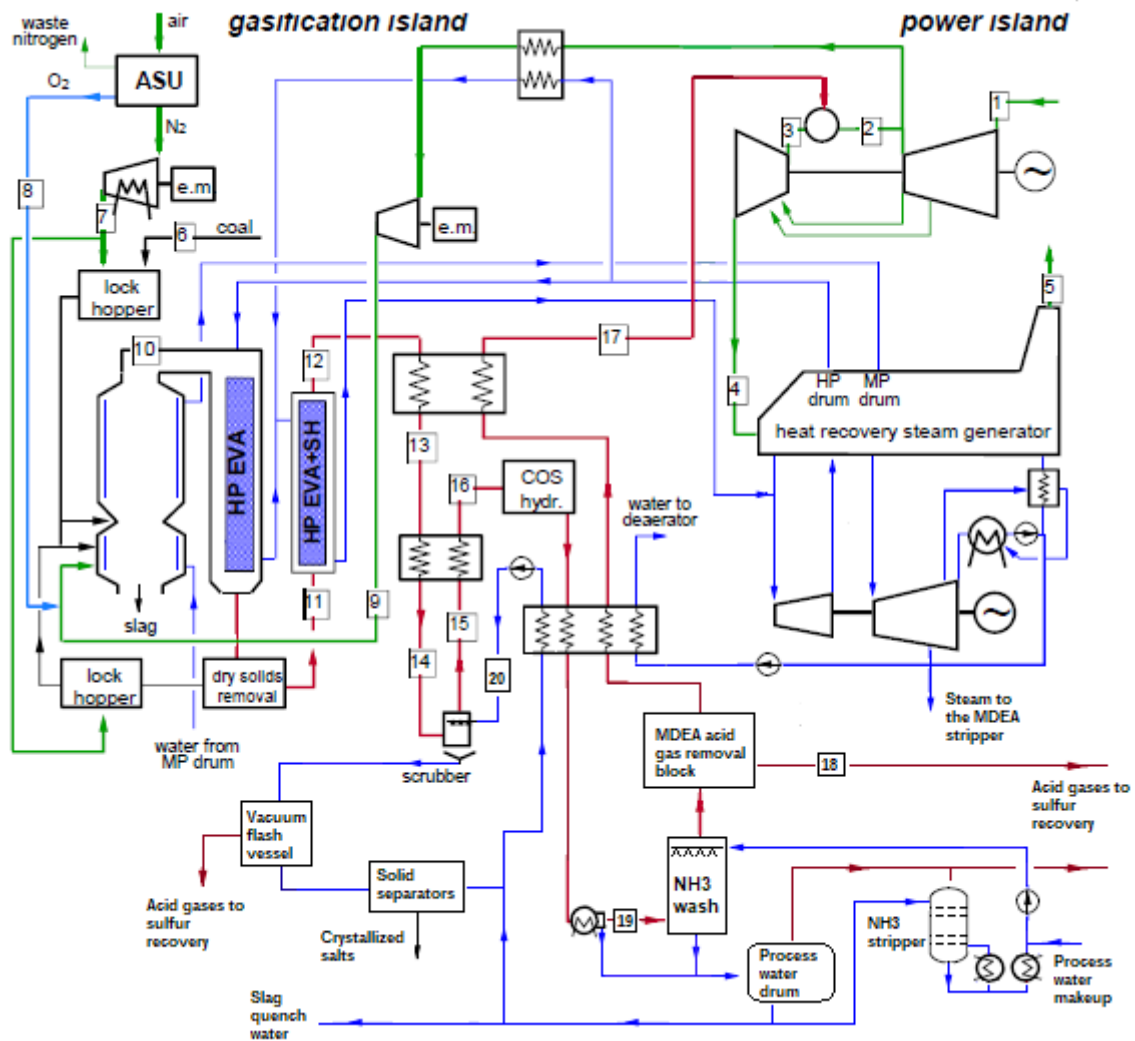 gasification island
power island
waste
nitrogen
air
O₂
ASU
N₂
e.m
8
7
6
coal
lock
hopper
e.m.
3
2
1
~
5
10
12
17
4
HP
drum
MP
drum
heat recovery steam generator
HP EVA
HP EVA+SH
13
16
COS
hydr.
water to
deaerator
~
slag
11
9
15
14
20
lock
hopper
dry solids
removal
water from
MP drum
scrubber
Steam to
the MDEA
stripper
MDEA acid
gas removal
block
18
Acid gases to
sulfur
recovery
Vacuum
flash
vessel
Solid
separators
Acid gases to
sulfur
recovery
Crystallized
salts
NH3
wash
19
NH3
stripper
Process
water
drum
Process
water
makeup
Slag
quench
water